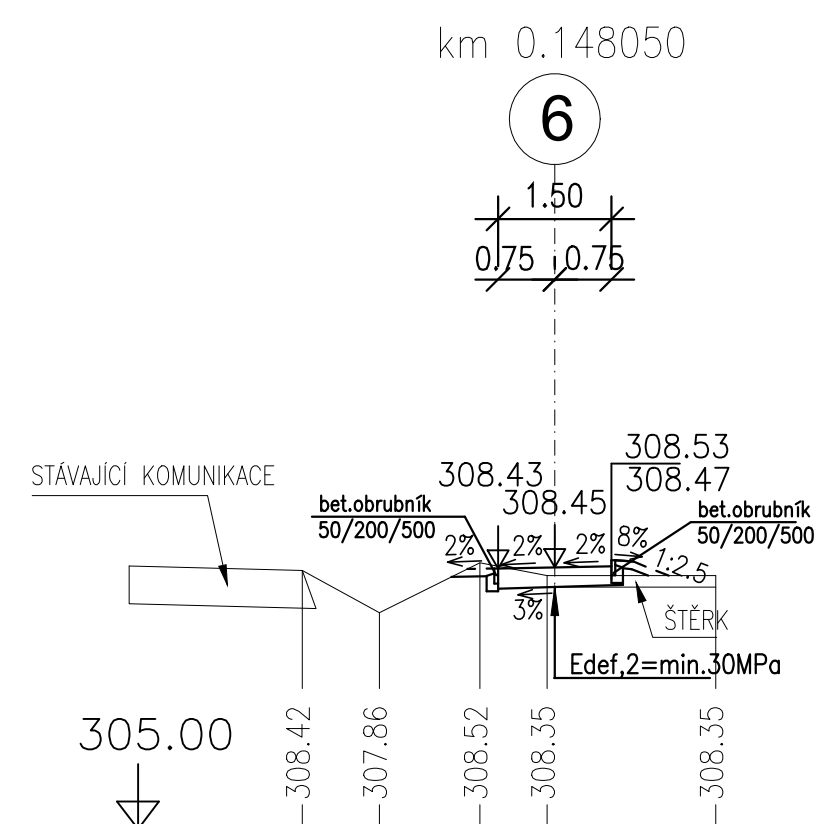 km 0.148050
6
1.50
0.75 0.75
308.53
308.43 308.47
308.45
STÁVAJÍCÍ KOMUNIKACE
bet.obrubník
50/200/500
bet.obrubník
50/200/500
2% 2% 2% 8%
1:2.5
3%
ŠTĚRK
Edef,2=min.30MPa
305.00
308.42
307.86
308.52
308.35
308.35